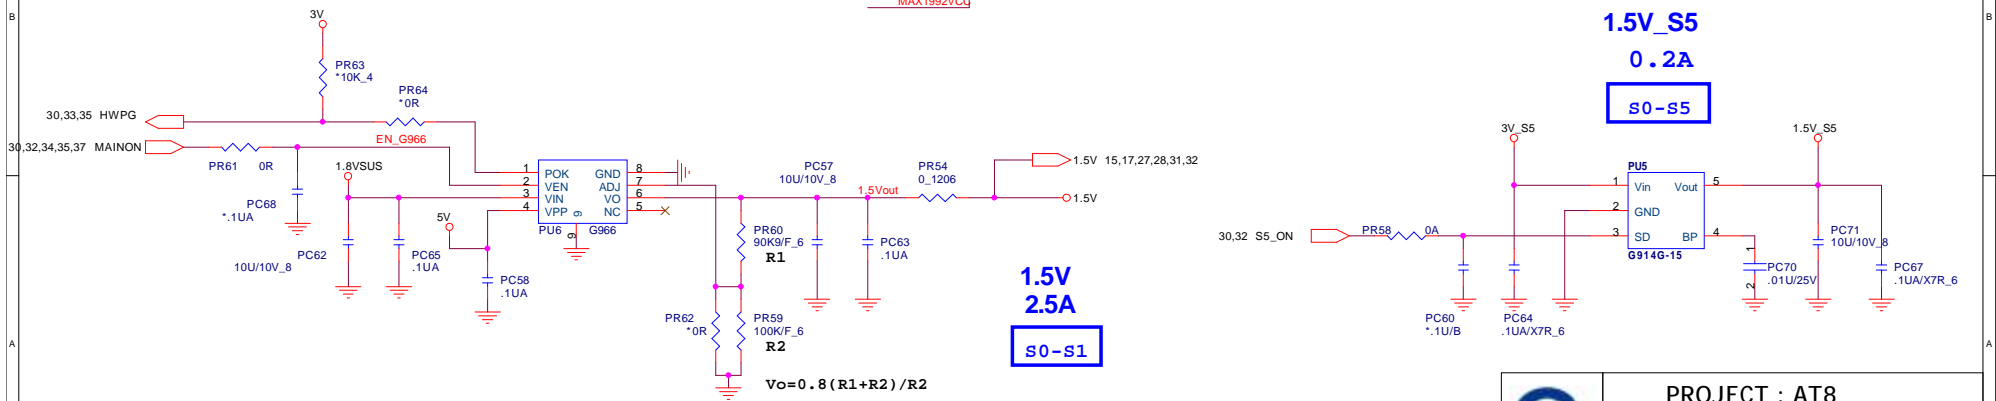 MAX1992VCC
B
B
3V
PR63
*10K_4
PR64
*0R
30,33,35 HWPG
EN_G966
30,32,34,35,37 MAINON
PR61 0R
1.8VSUS
PC68
*.1UA
5V
PC62
10U/10V_8
PC65
.1UA
PC58
.1UA
1 POK GND 8
2 VEN ADJ 7
3 VIN VO 6
4 VPP NC 5
9
9
PU6 G966
PC57
10U/10V_8
1.5Vout
PR54
0_1206
1.5V 15,17,27,28,31,32
1.5V
PR60
90K9/F_6
R1
PC63
.1UA
PR62
*0R
PR59
100K/F_6
R2
Vo=0.8(R1+R2)/R2
1.5V
2.5A
S0-S1
1.5V_S5
0.2A
S0-S5
3V_S5
1.5V_S5
PU5
1 Vin Vout 5
2 GND
3 SD BP 4
G914G-15
30,32 S5_ON
PR58 0A
PC60
*.1U/B
PC64
.1UA/X7R_6
1
PC70
.01U/25V
2
PC71
10U/10V_8
PC67
.1UA/X7R_6
A
A
PROJECT : AT8